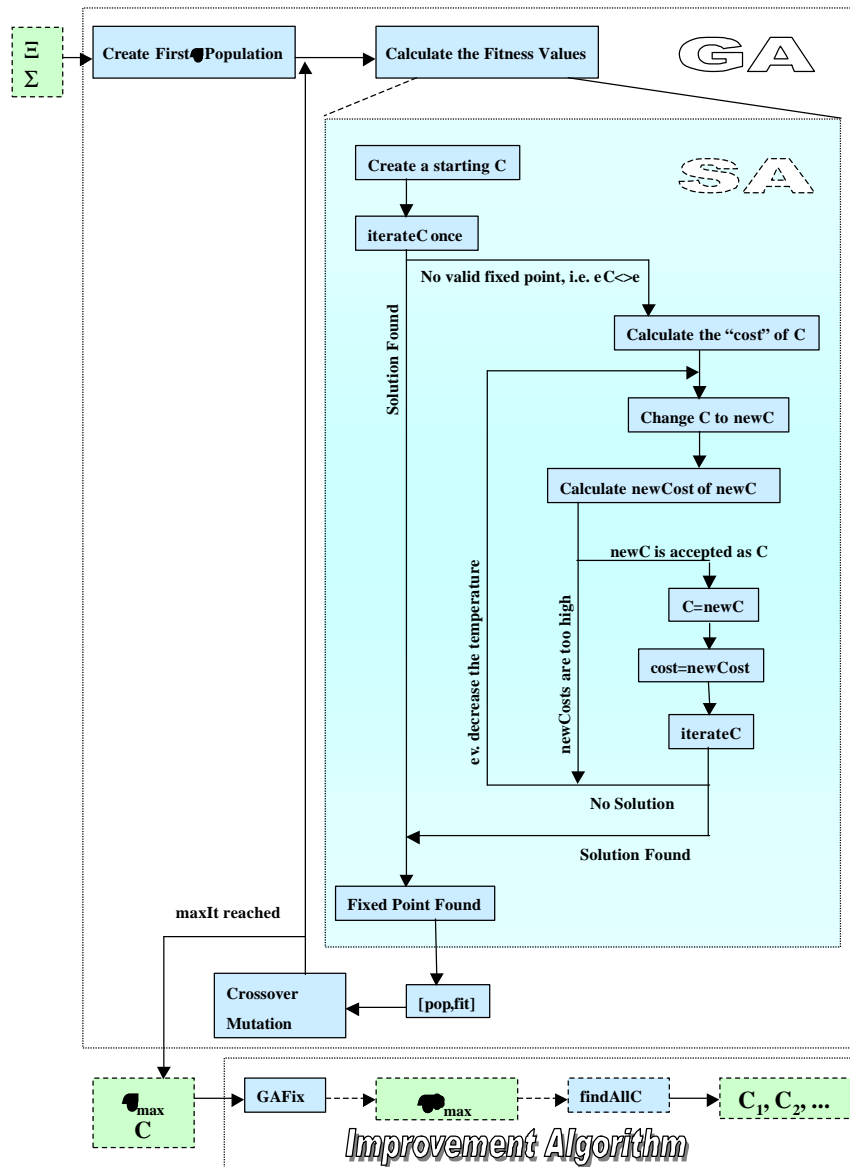 Ξ
Σ
Create First Population
Calculate the Fitness Values
GA
SA
Create a starting C
iterateC once
No valid fixed point, i.e. eC<>e
Solution Found
Calculate the “cost” of C
Change C to newC
Calculate newCost of newC
newC is accepted as C
ev. decrease the temperature
newCosts are too high
C=newC
cost=newCost
iterateC
No Solution
Solution Found
Fixed Point Found
maxIt reached
[pop,fit]
Crossover
Mutation
max
C
GAFix
max
findAllC
C1, C2, ...
Improvement Algorithm